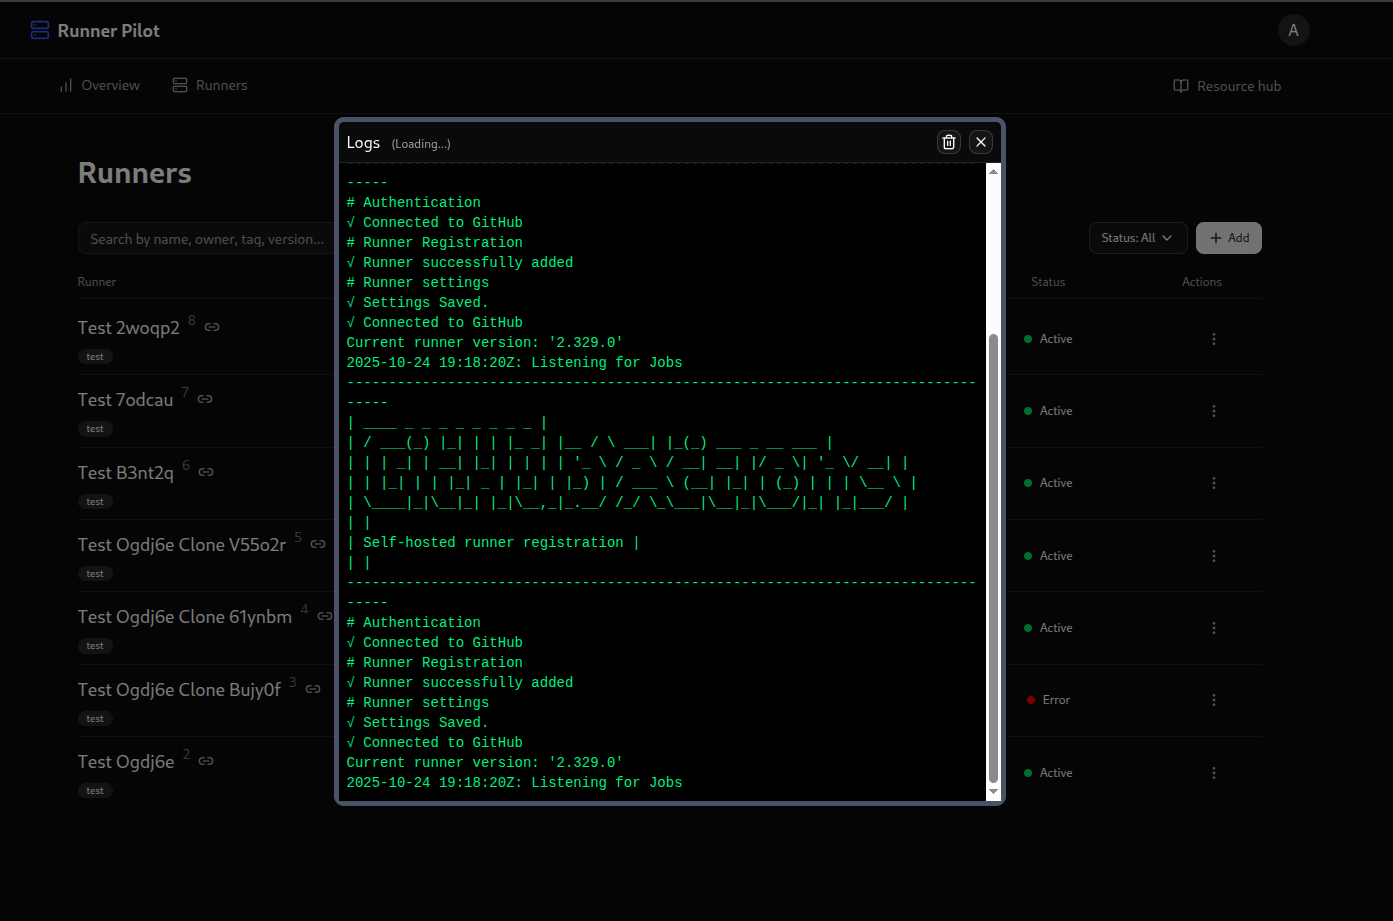 Runner Pilot
A
Overview
Runners
Resource hub
Runners
Search by name, owner, tag, version...
Status: All
Add
Runner
Status
Actions
Test 2woqp2 8
test
Active
Test 7odcau 7
test
Active
Test B3nt2q 6
test
Active
Test Ogdj6e Clone V55o2r 5
test
Active
Test Ogdj6e Clone 61ynbm 4
test
Active
Test Ogdj6e Clone Bujy0f 3
test
Error
Test Ogdj6e 2
test
Active
Logs (Loading...)
-----
# Authentication
√ Connected to GitHub
# Runner Registration
√ Runner successfully added
# Runner settings
√ Settings Saved.
√ Connected to GitHub
Current runner version: '2.329.0'
2025-10-24 19:18:20Z: Listening for Jobs
---------------------------------------------------------------------------
-----
| ____ _ _ _ _ _ _ _ _ |
| / ___(_) |_| | | |_ _| |__ / \ ___| |_(_) ___ _ __ ___ |
| | | _| | __| |_| | | | | '_ \ / _ \ / __| __| |/ _ \| '_ \/ __| |
| | |_| | | |_| _ | |_| | |_) | / ___ \ (__| |_| | (_) | | | \__ \ |
| \____|_|\__|_| |_|\__,_|_.__/ /_/ \_\___|\__|_|\___/|_| |_|___/ |
| |
| Self-hosted runner registration |
| |
---------------------------------------------------------------------------
-----
# Authentication
√ Connected to GitHub
# Runner Registration
√ Runner successfully added
# Runner settings
√ Settings Saved.
√ Connected to GitHub
Current runner version: '2.329.0'
2025-10-24 19:18:20Z: Listening for Jobs